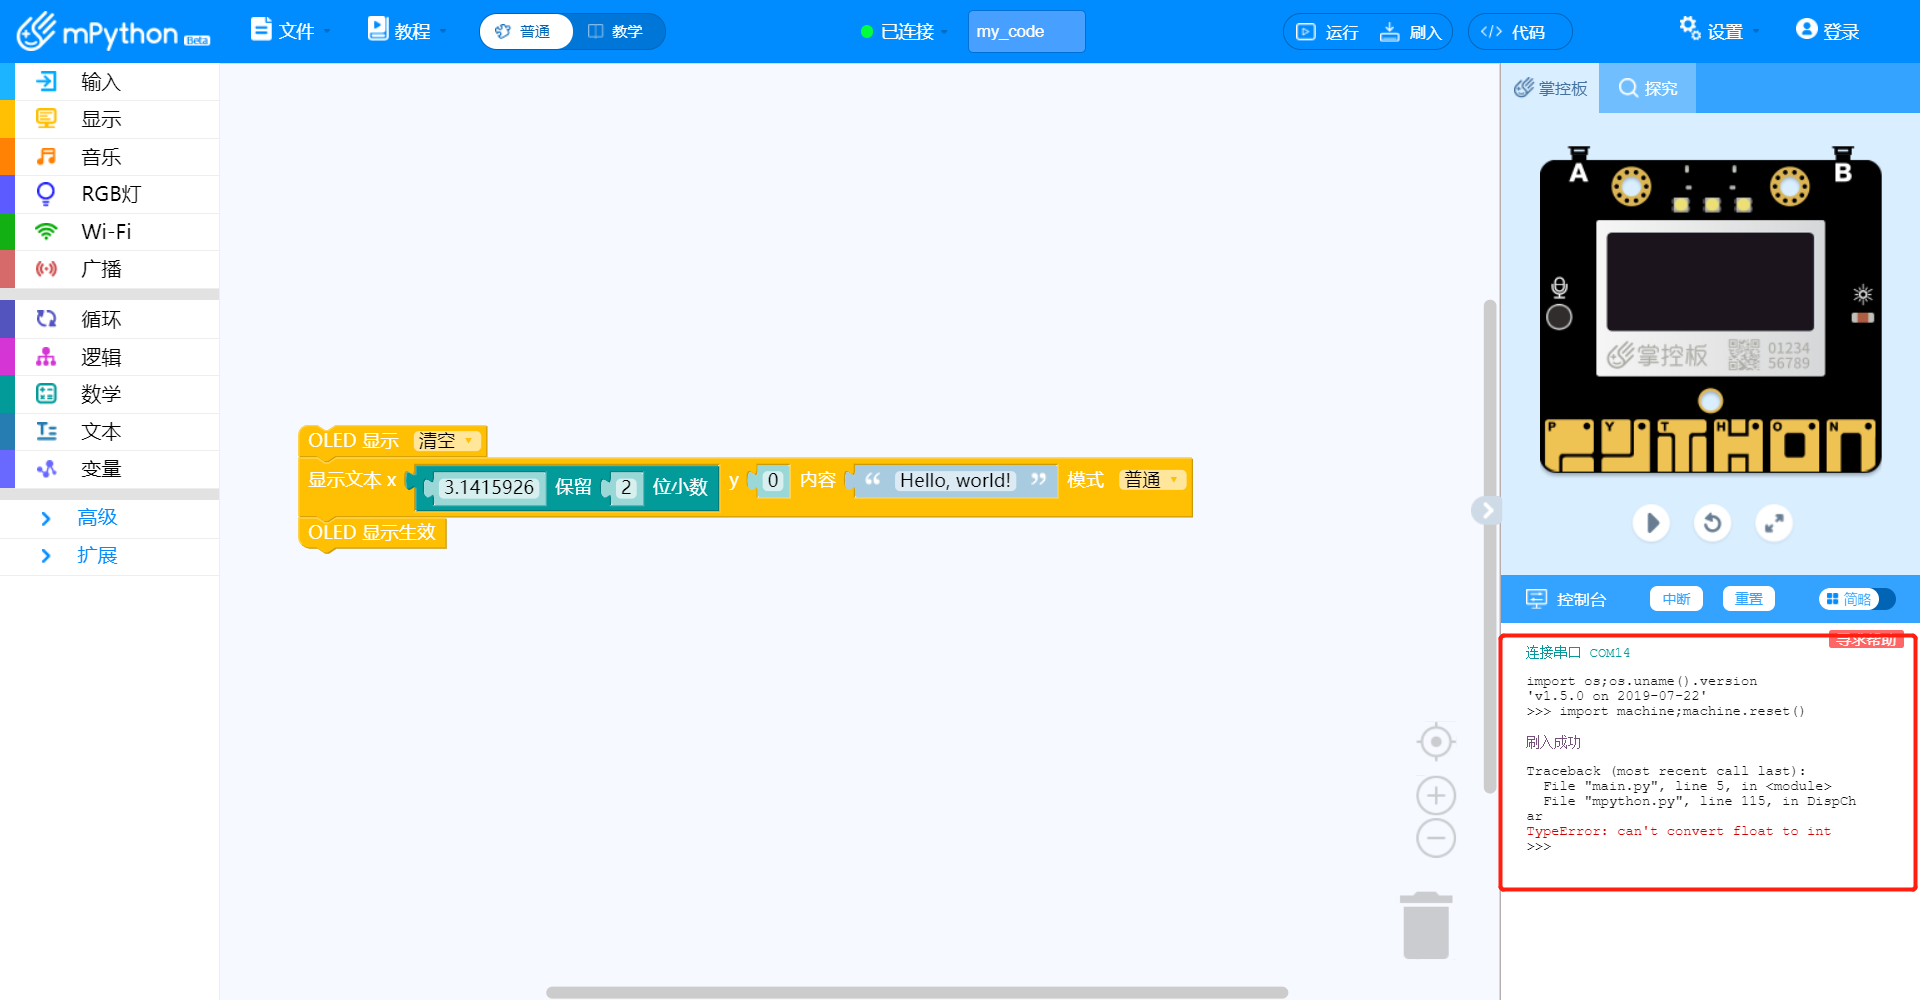 mPython Beta
文件
教程
普通
教学
已连接
my_code
运行
刷入
代码
设置
登录
输入
显示
音乐
RGB灯
Wi-Fi
广播
循环
逻辑
数学
文本
变量
高级
扩展
OLED 显示 清空
显示文本 x 3.1415926 保留 2 位小数 y 0 内容 “ Hello, world! ” 模式 普通
OLED 显示生效
掌控板
探究
A
B
掌控板
01234
56789
P Y T H O N
控制台
中断
重置
简略
寻求帮助
连接串口 COM14
import os;os.uname().version
'v1.5.0 on 2019-07-22'
>>> import machine;machine.reset()
刷入成功
Traceback (most recent call last):
File "main.py", line 5, in <module>
File "mpython.py", line 115, in DispCh
ar
TypeError: can't convert float to int
>>>